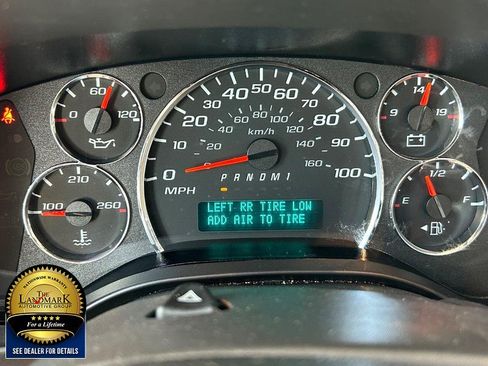 60
0 120
210
100 260
0 10 20 30 40 50 60 70 80 90 100
20 40 60 80 100 120 140 160
km/h
MPH
PRNDM1
LEFT RR TIRE LOW
ADD AIR TO TIRE
14
9 19
1/2
E F
NATIONWIDE WARRANTY
THE
LANDMARK
AUTOMOTIVE GROUP
For a Lifetime
SEE DEALER FOR DETAILS